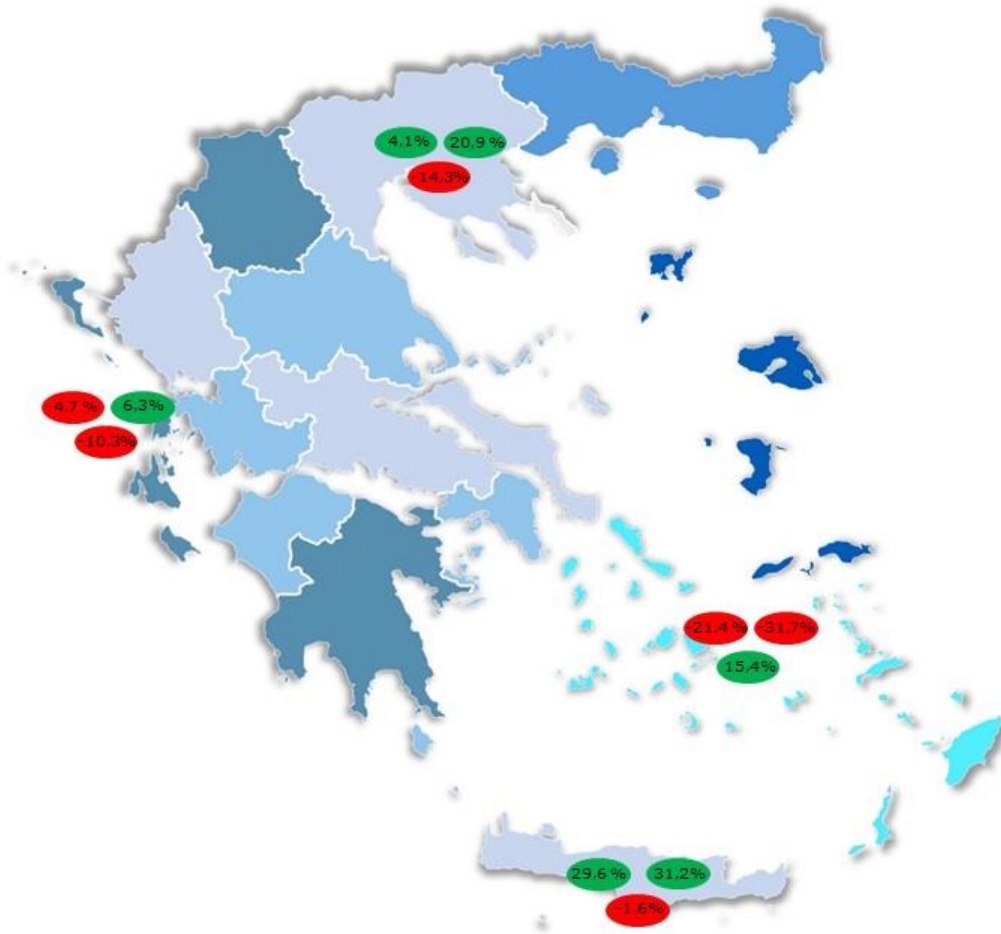 4,1% 20,9 %
-14,3%
-4,7 % 6,3%
-10,3%
-21,4 % -31,7%
15,4%
29,6 % 31,2%
-1,6%